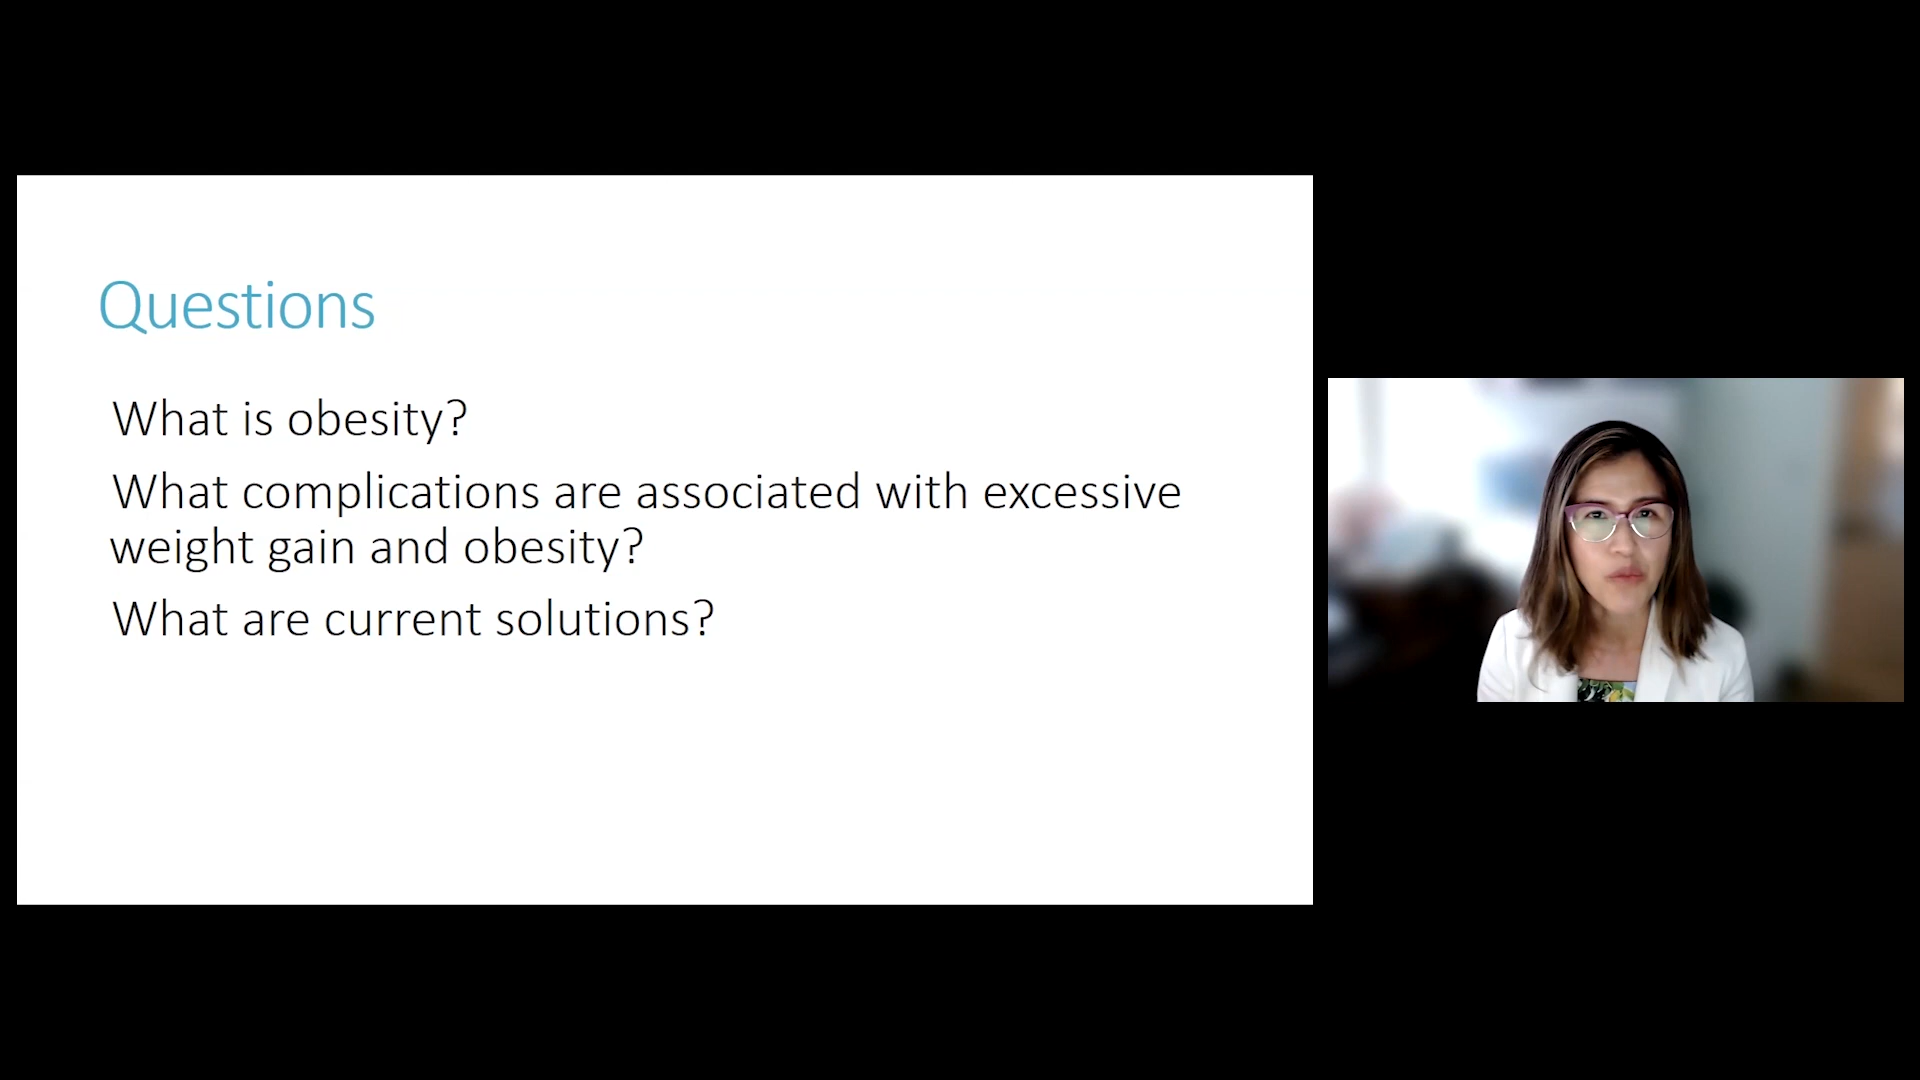 Questions
What is obesity?
What complications are associated with excessive
weight gain and obesity?
What are current solutions?